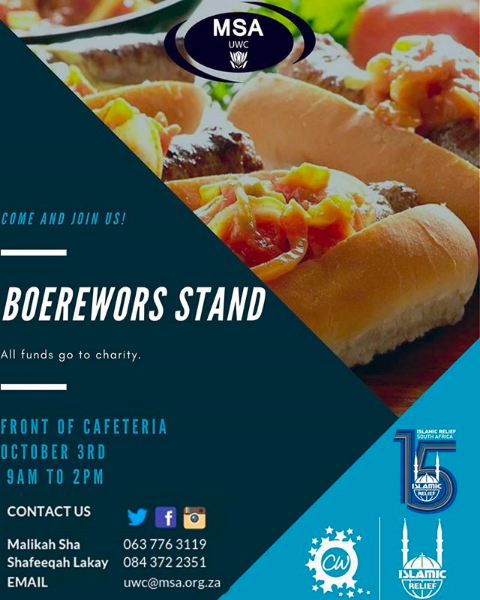 MSA
UWC
COME AND JOIN US!
BOEREWORS STAND
All funds go to charity.
FRONT OF CAFETERIA
OCTOBER 3RD
9AM TO 2PM
CONTACT US
Malikah Sha 063 776 3119
Shafeeqah Lakay 084 372 2351
EMAIL uwc@msa.org.za
ISLAMIC RELIEF
SOUTH AFRICA
15
ISLAMIC
RELIEF
CW
ISLAMIC
RELIEF